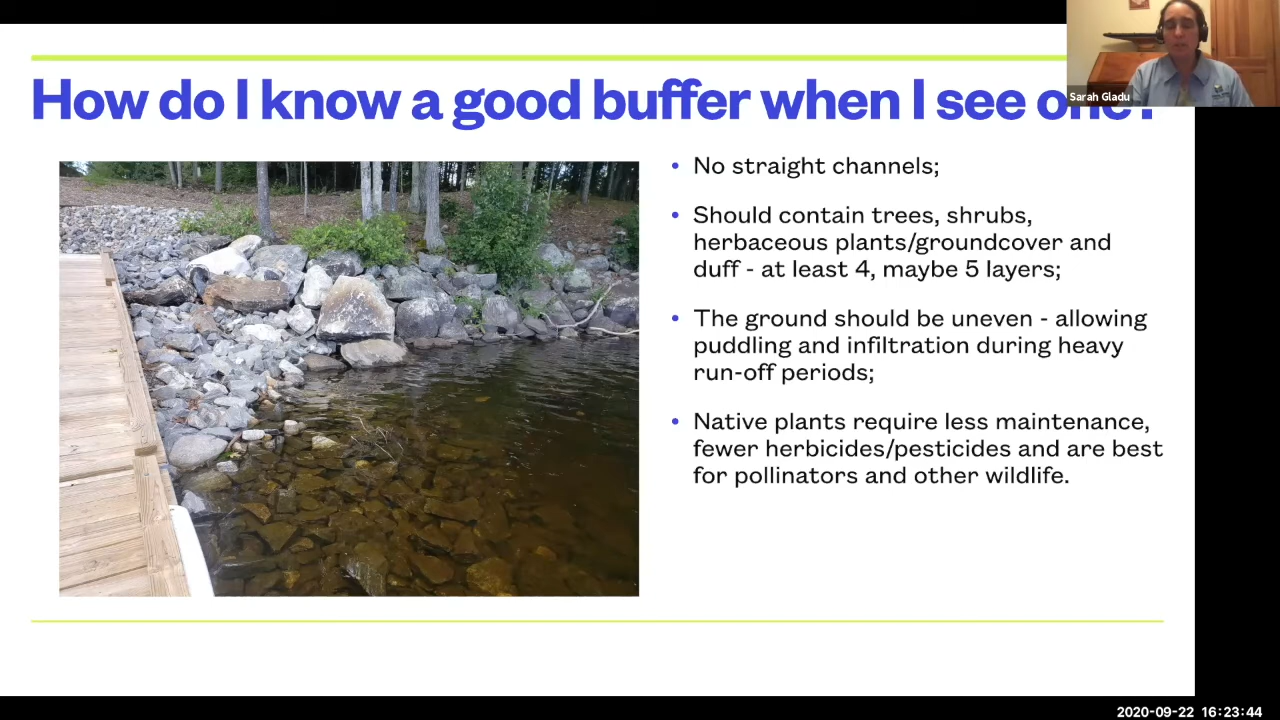 How do I know a good buffer when I see one?
Sarah Gladu
• No straight channels;
• Should contain trees, shrubs,
herbaceous plants/groundcover and
duff - at least 4, maybe 5 layers;
• The ground should be uneven - allowing
puddling and infiltration during heavy
run-off periods;
• Native plants require less maintenance,
fewer herbicides/pesticides and are best
for pollinators and other wildlife.
2020-09-22 16:23:44